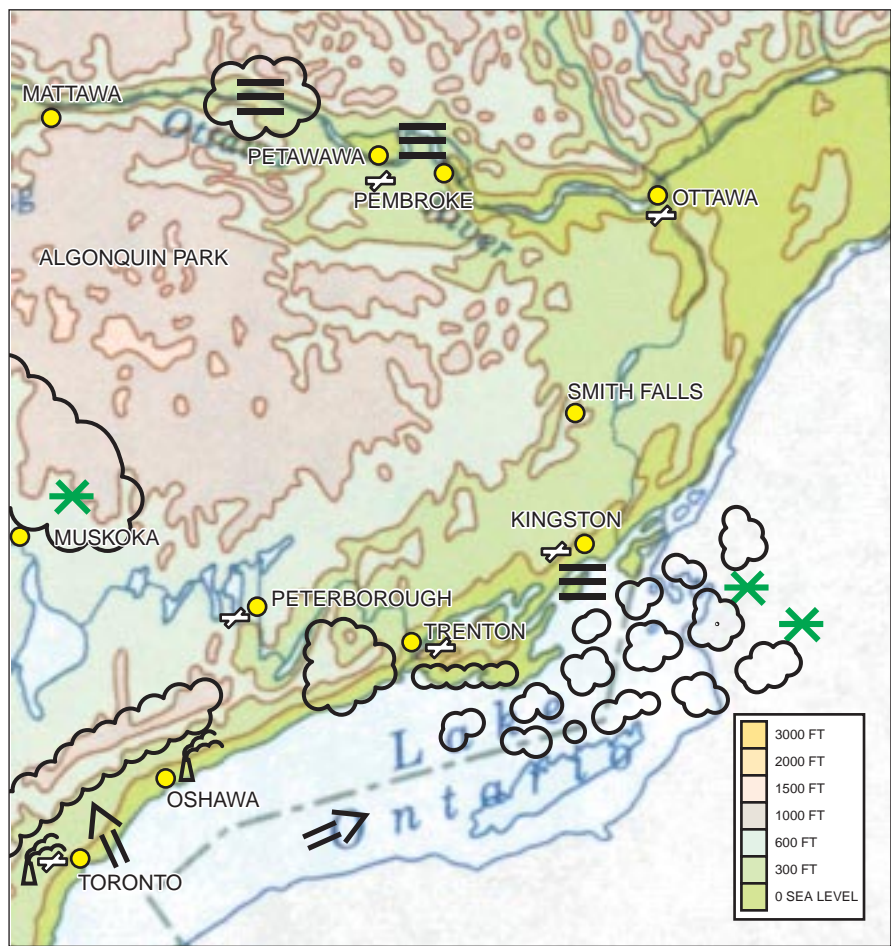 MATTAWA
Otta
PETAWAWA
PEMBROKE
OTTAWA
g
ALGONQUIN PARK
SMITH FALLS
KINGSTON
MUSKOKA
PETERBOROUGH
TRENTON
Lake
Ontario
OSHAWA
TORONTO
3000 FT
2000 FT
1500 FT
1000 FT
600 FT
300 FT
0 SEA LEVEL